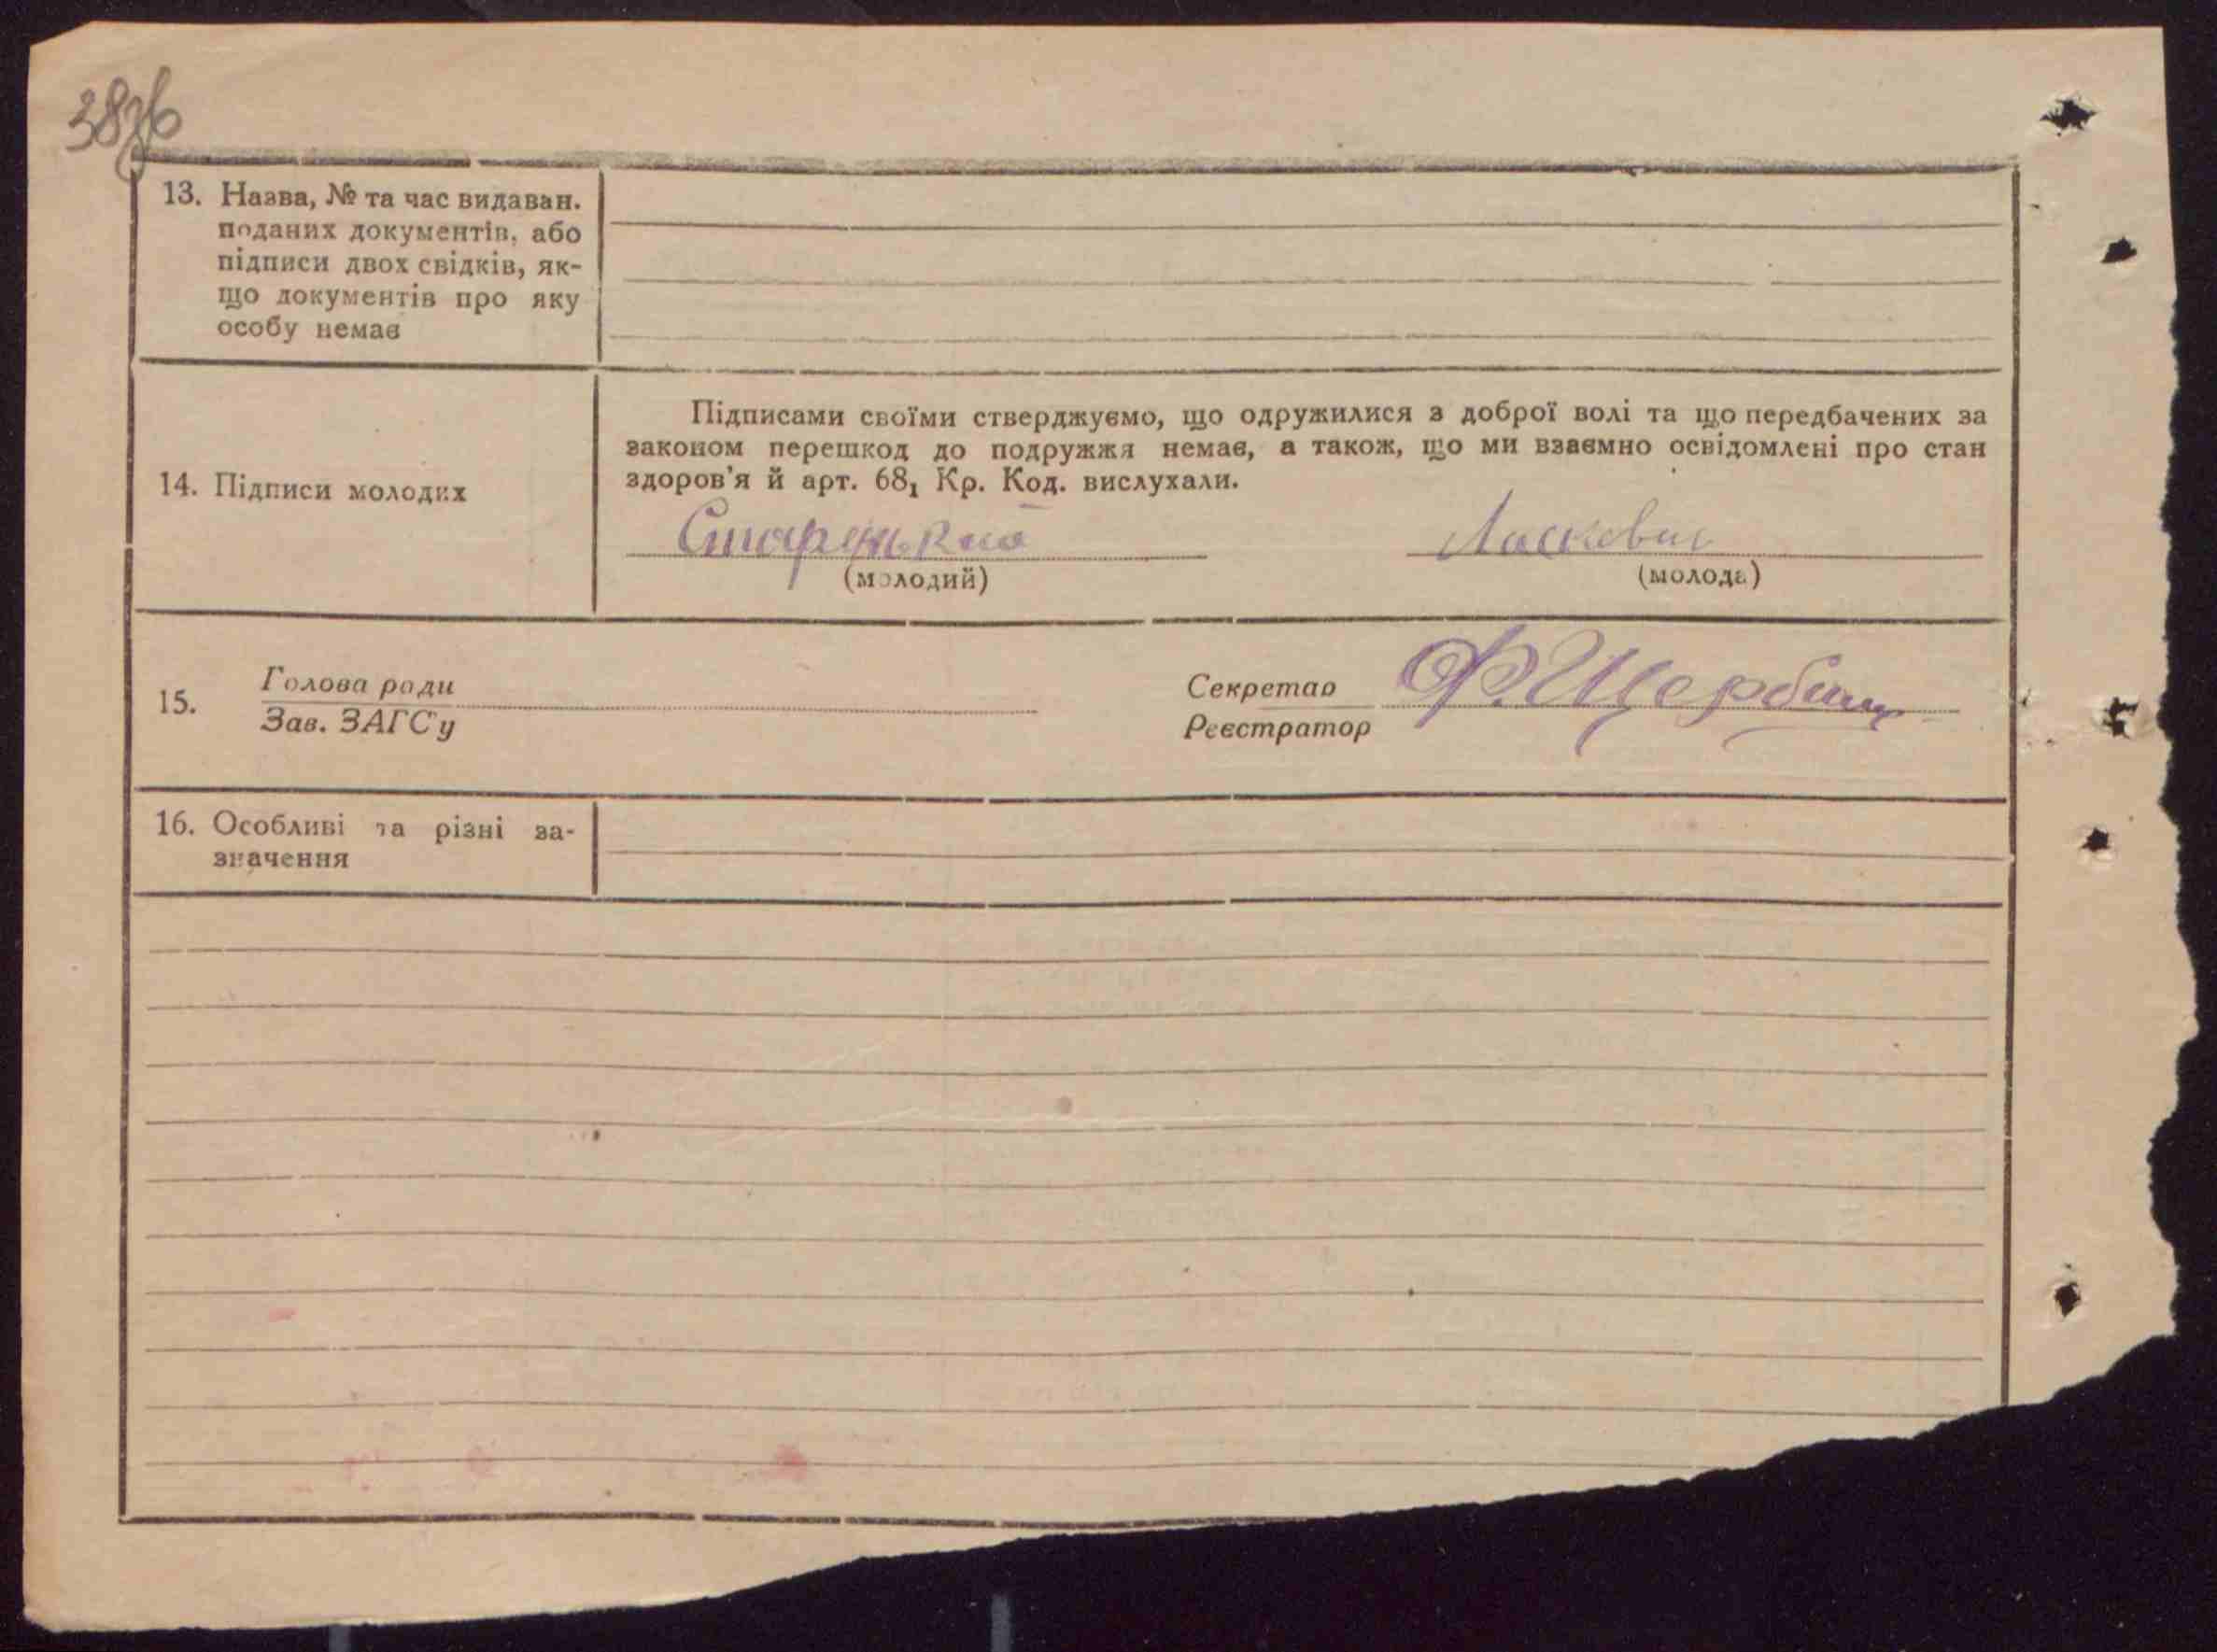 13. Назва, № та час видаван.
поданих документів, або
підписи двох свідків, як-
що документів про яку
особу немає
14. Підписи молодих
Підписами своїми стверджуємо, що одружилися з доброї волі та що передбачених за
законом перешкод до подружжя немає, а також, що ми взаємно освідомлені про стан
здоров'я й арт. 68₁ Кр. Код. вислухали.
(молодий)
(молода)
15. Голова ради
Зав. ЗАГС'у
Секретар Ф. Щербина
Реєстратор
16. Особливі та різні за-
значення